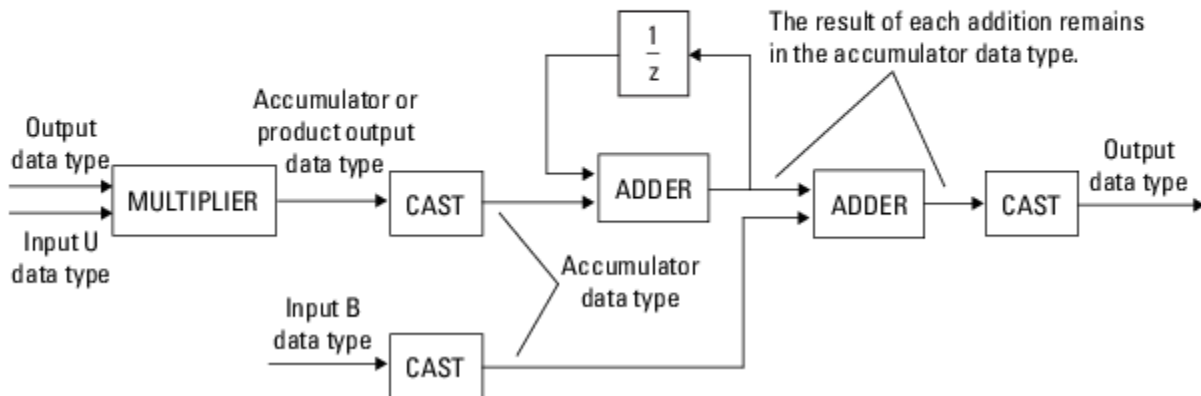 The result of each addition remains
in the accumulator data type.
1
z
Accumulator or
product output
data type
Output
data type
MULTIPLIER
Input U
data type
CAST
ADDER
ADDER
CAST
Output
data type
Accumulator
data type
Input B
data type
CAST